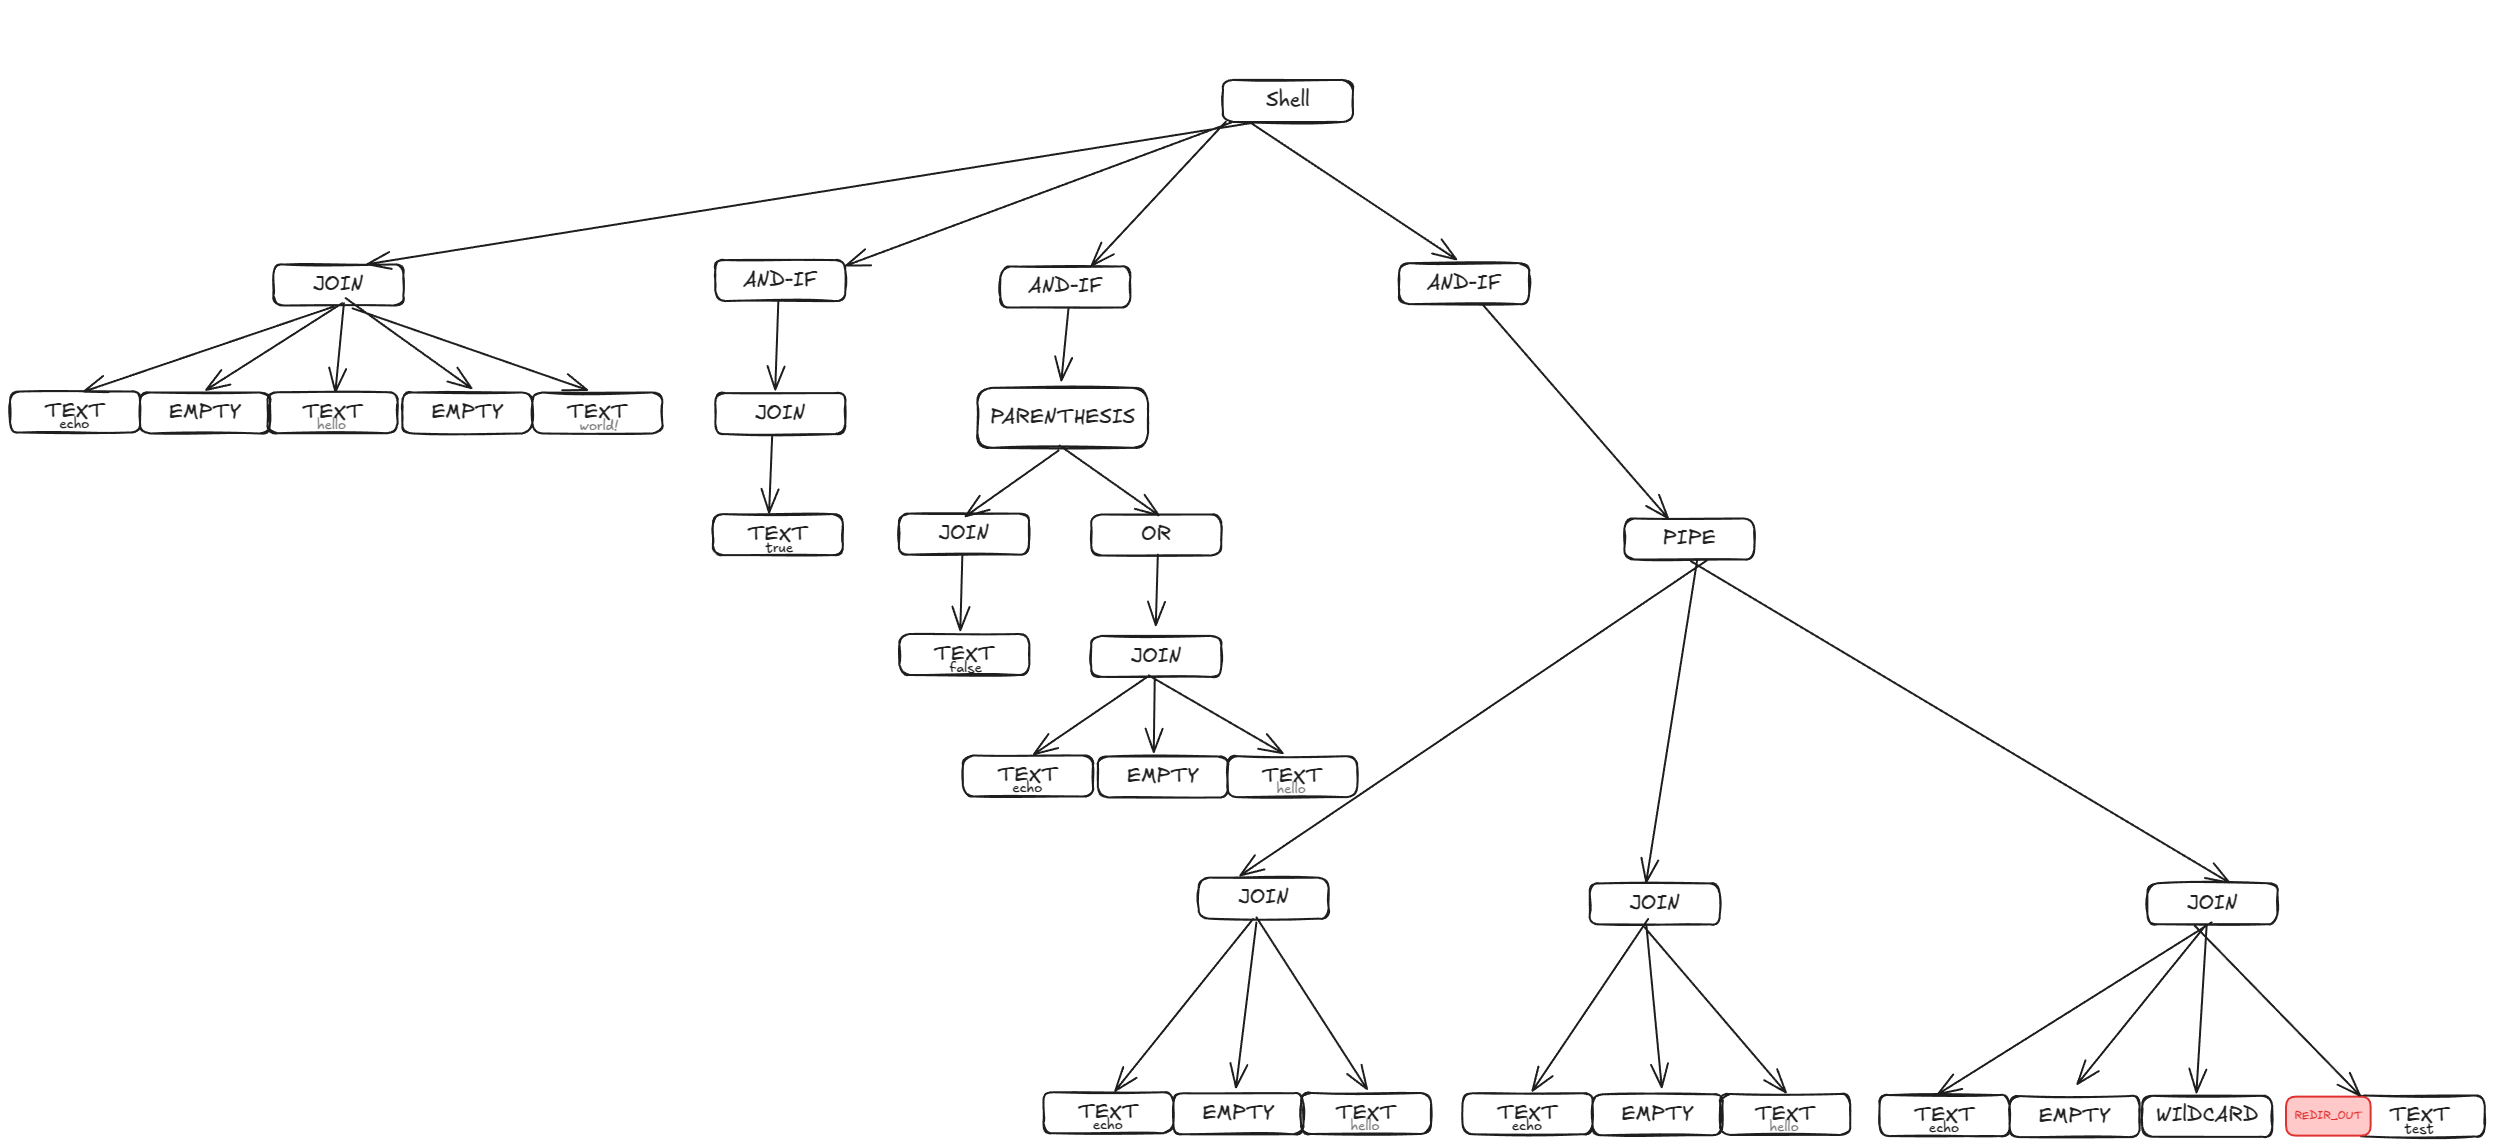 Shell
JOIN
AND-IF
AND-IF
AND-IF
TEXT
echo
EMPTY
TEXT
hello
EMPTY
TEXT
world!
JOIN
PARENTHESIS
TEXT
true
JOIN
OR
PIPE
TEXT
false
JOIN
TEXT
echo
EMPTY
TEXT
hello
JOIN
JOIN
JOIN
TEXT
echo
EMPTY
TEXT
hello
TEXT
echo
EMPTY
TEXT
hello
TEXT
echo
EMPTY
WIlDCARD
ReDIR_OUT
TEXT
test